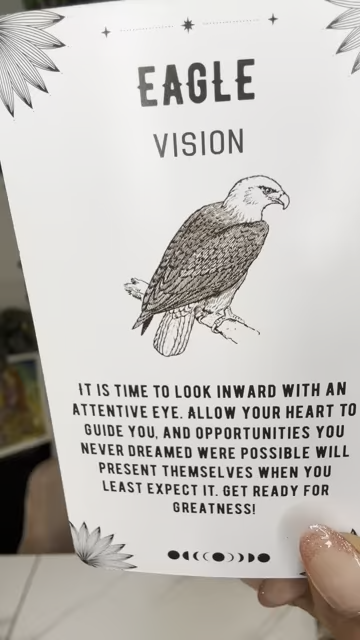 EAGLE
VISION
IT IS TIME TO LOOK INWARD WITH AN
ATTENTIVE EYE. ALLOW YOUR HEART TO
GUIDE YOU, AND OPPORTUNITIES YOU
NEVER DREAMED WERE POSSIBLE WILL
PRESENT THEMSELVES WHEN YOU
LEAST EXPECT IT. GET READY FOR
GREATNESS!